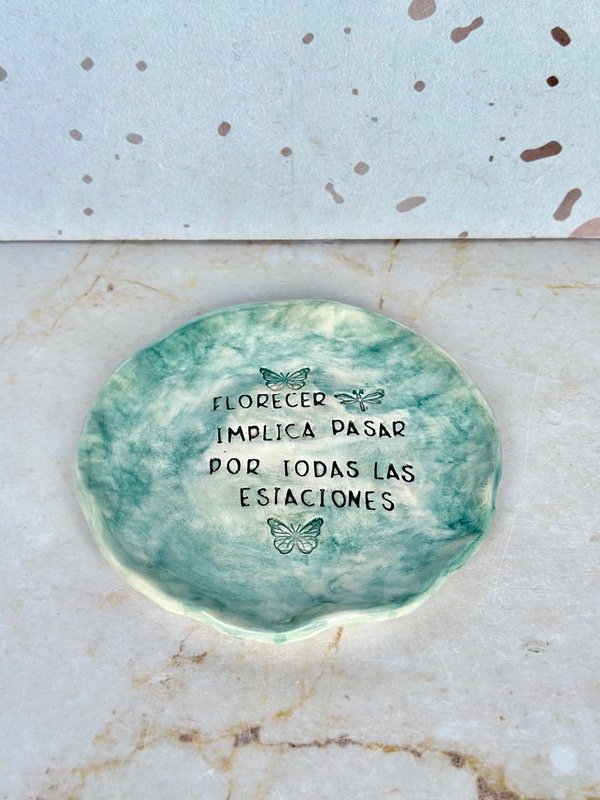 FLORECER
IMPLICA PASAR
POR TODAS LAS
ESTACIONES